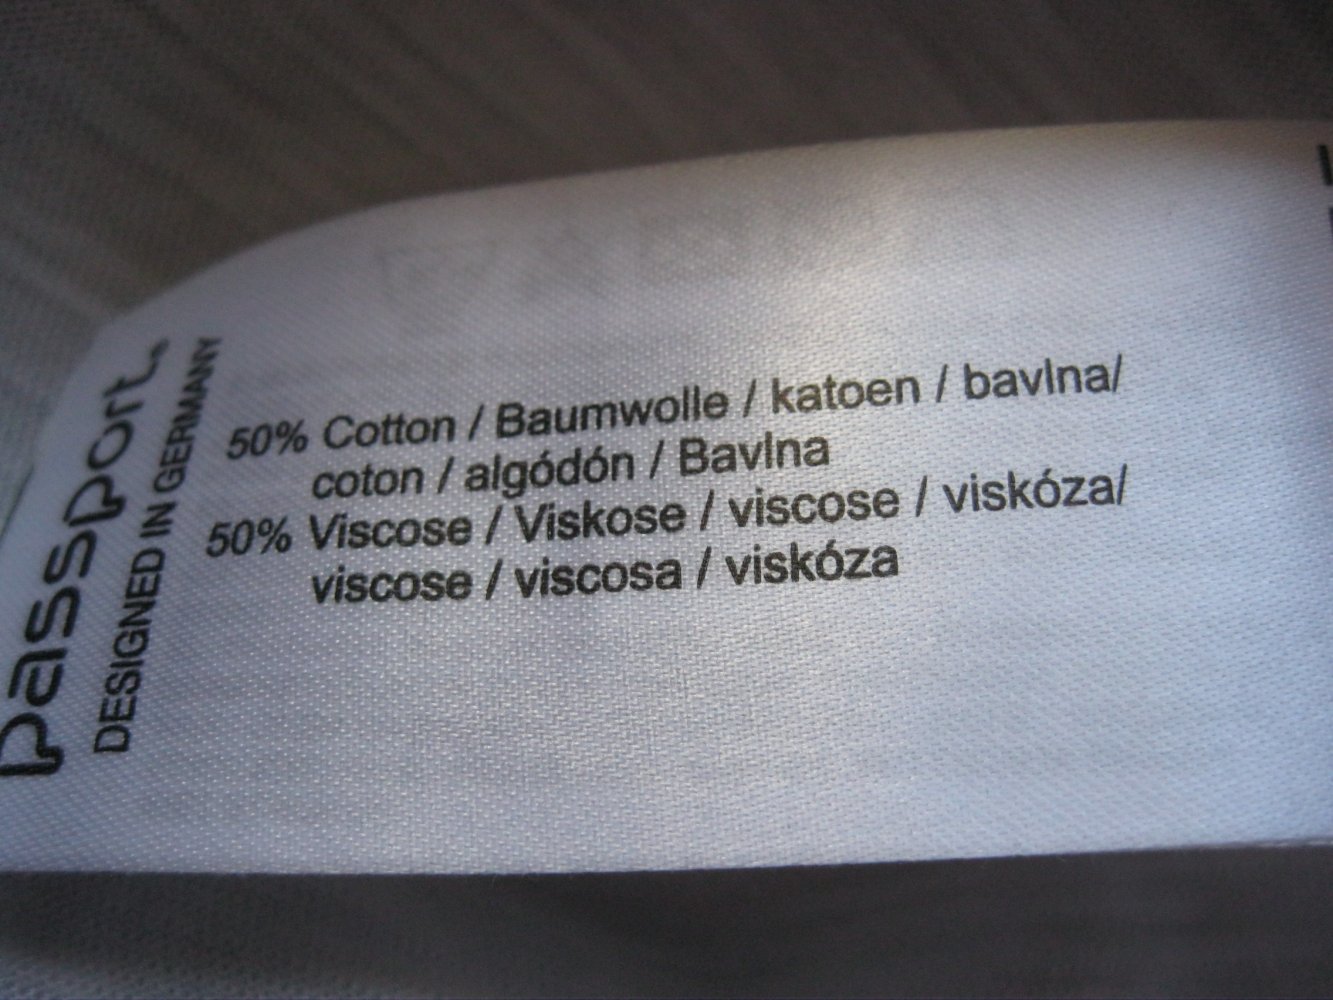 passport®
DESIGNED IN GERMANY
50% Cotton / Baumwolle / katoen / bavlna/
coton / algódón / Bavlna
50% Viscose / Viskose / viscose / viskóza/
viscose / viscosa / viskóza